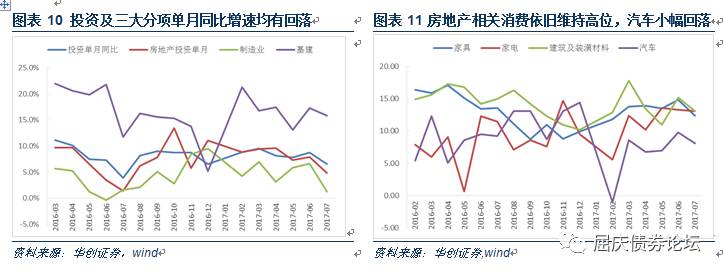 图表 10  投资及三大分项单月同比增速均有回落
投资单月同比 房地产投资单月 制造业 基建
25.0%
20.0%
15.0%
10.0%
5.0%
0.0%
-5.0%
2016-03 2016-04 2016-05 2016-06 2016-07 2016-08 2016-09 2016-10 2016-11 2016-12 2017-01 2017-02 2017-03 2017-04 2017-05 2017-06 2017-07
资料来源：华创证券，wind
图表 11 房地产相关消费依旧维持高位，汽车小幅回落
家具 家电 建筑及装潢材料 汽车
20.00
15.00
10.00
5.00
0.00
-5.00
2016-02 2016-03 2016-04 2016-05 2016-06 2016-07 2016-08 2016-09 2016-10 2016-11 2016-12 2017-01 2017-02 2017-03 2017-04 2017-05 2017-06 2017-07
资料来源：华创证券,wind
屈庆债券论坛